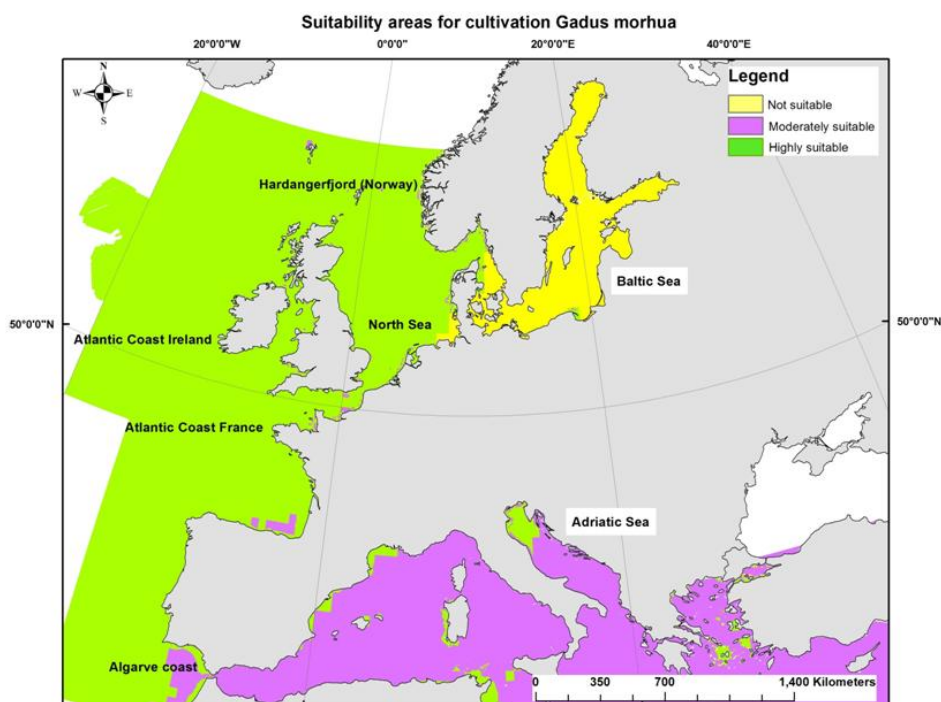 Suitability areas for cultivation Gadus morhua
20°0'0"W 0°0'0" 20°0'0"E 40°0'0"E
N
W E
S
Legend
Not suitable
Moderately suitable
Highly suitable
Hardangerfjord (Norway)
Baltic Sea
50°0'0"N North Sea 50°0'0"N
Atlantic Coast Ireland
Atlantic Coast France
Adriatic Sea
Algarve coast
0 350 700 1,400 Kilometers